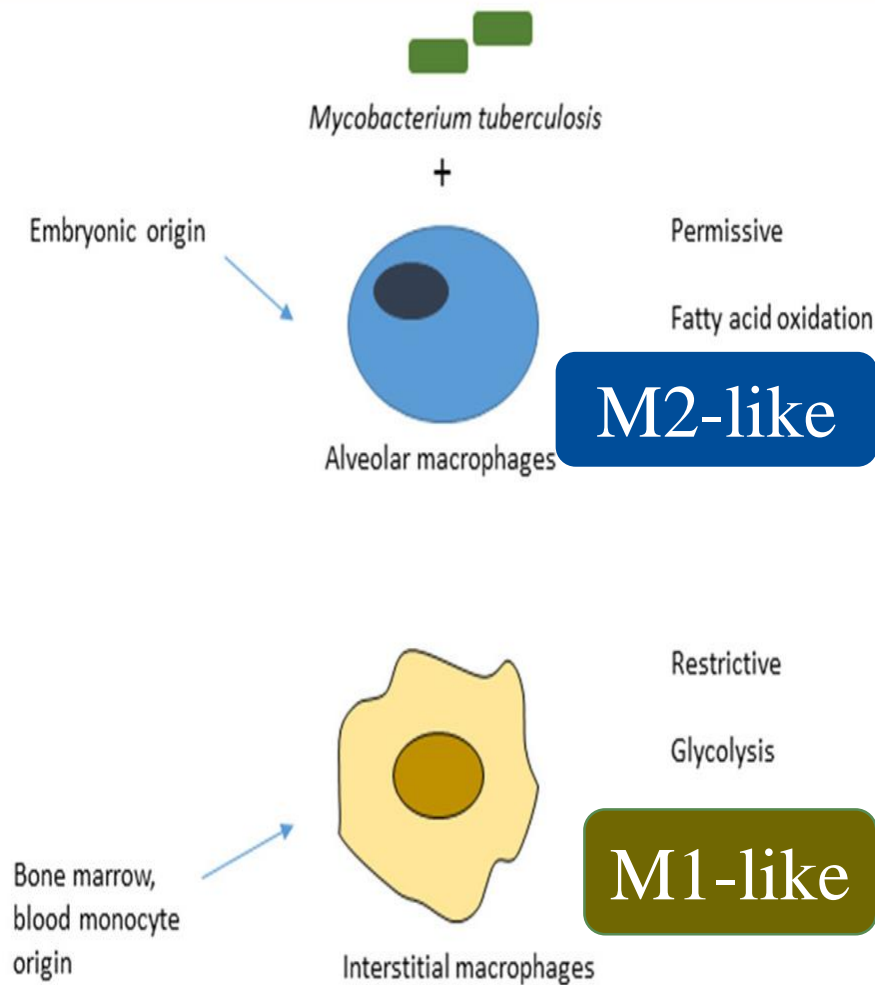 Mycobacterium tuberculosis
+
Embryonic origin
Permissive
Fatty acid oxidation
M2-like
Alveolar macrophages
Restrictive
Glycolysis
M1-like
Bone marrow,
blood monocyte
origin
Interstitial macrophages